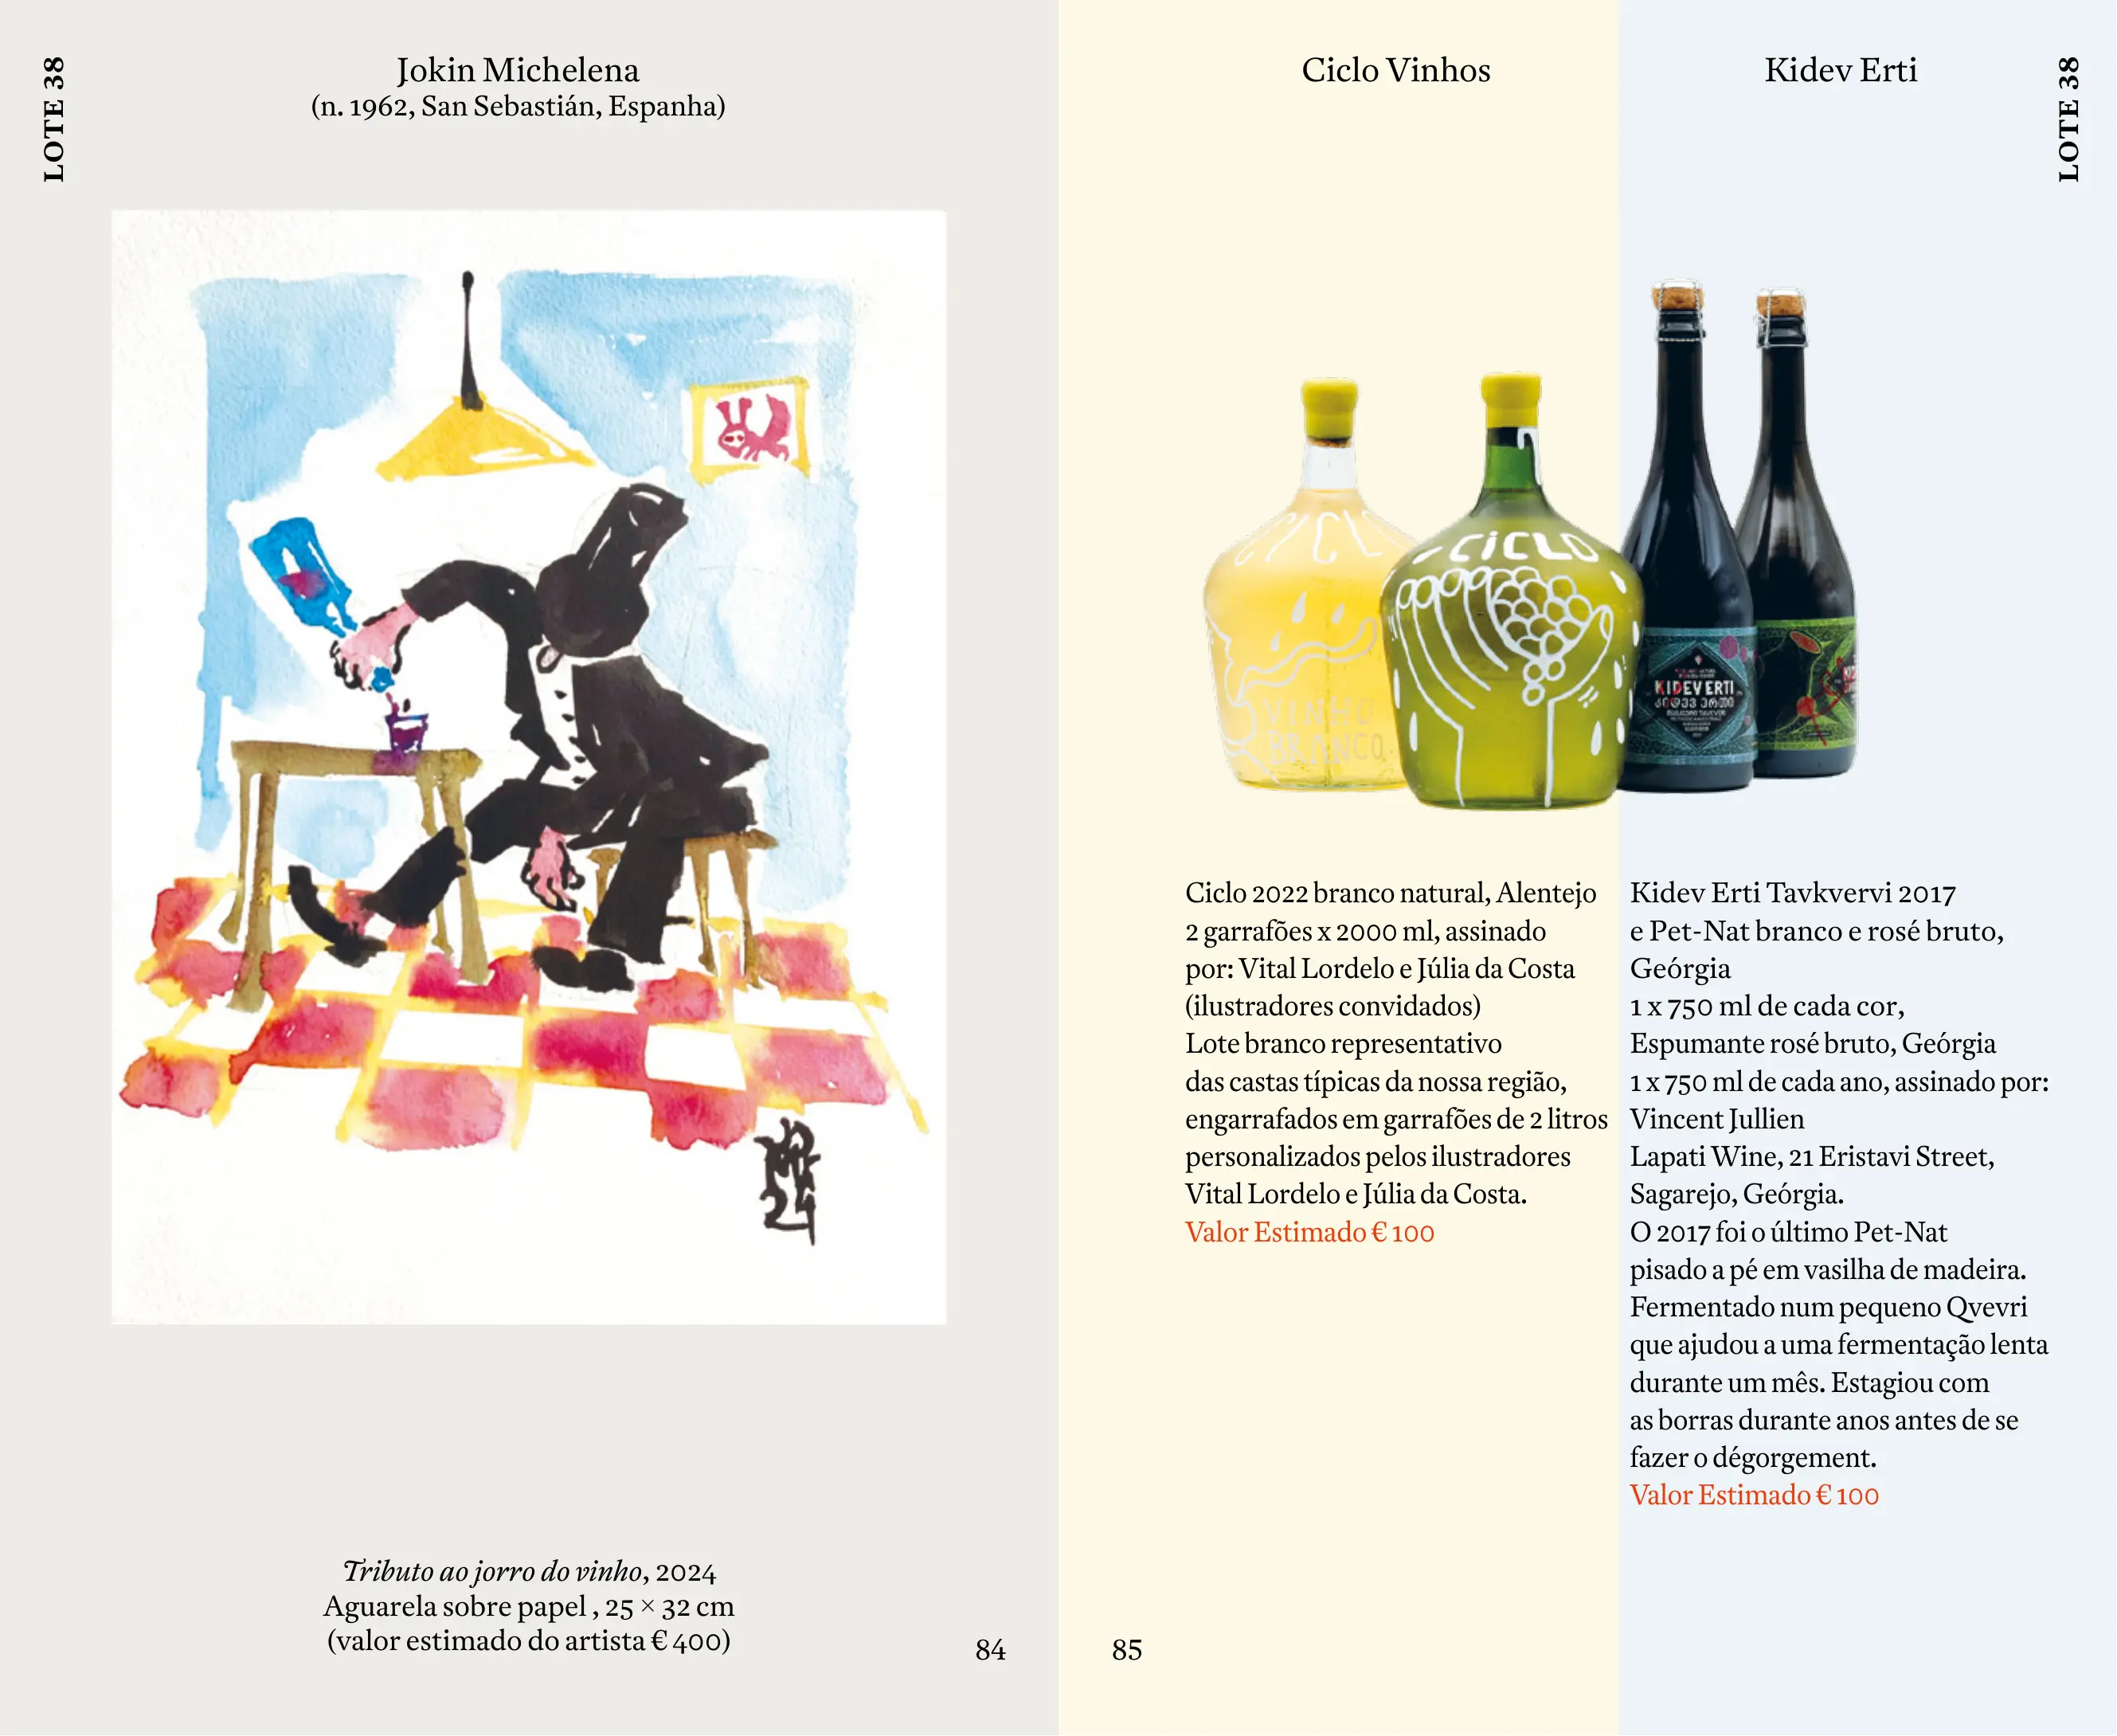 LOTE 38
Jokin Michelena
(n. 1962, San Sebastián, Espanha)
24
Tributo ao jorro do vinho, 2024
Aguarela sobre papel , 25 × 32 cm
(valor estimado do artista € 400)
84
Ciclo Vinhos
CICL
VINHO
BRANCO
CiCLO
Ciclo 2022 branco natural, Alentejo
2 garrafões x 2000 ml, assinado
por: Vital Lordelo e Júlia da Costa
(ilustradores convidados)
Lote branco representativo
das castas típicas da nossa região,
engarrafados em garrafões de 2 litros
personalizados pelos ilustradores
Vital Lordelo e Júlia da Costa.
Valor Estimado € 100
85
Kidev Erti
LOTE 38
KIDEV ERTI
Kidev Erti Tavkvervi 2017
e Pet-Nat branco e rosé bruto,
Geórgia
1 x 750 ml de cada cor,
Espumante rosé bruto, Geórgia
1 x 750 ml de cada ano, assinado por:
Vincent Jullien
Lapati Wine, 21 Eristavi Street,
Sagarejo, Geórgia.
O 2017 foi o último Pet-Nat
pisado a pé em vasilha de madeira.
Fermentado num pequeno Qvevri
que ajudou a uma fermentação lenta
durante um mês. Estagiou com
as borras durante anos antes de se
fazer o dégorgement.
Valor Estimado € 100